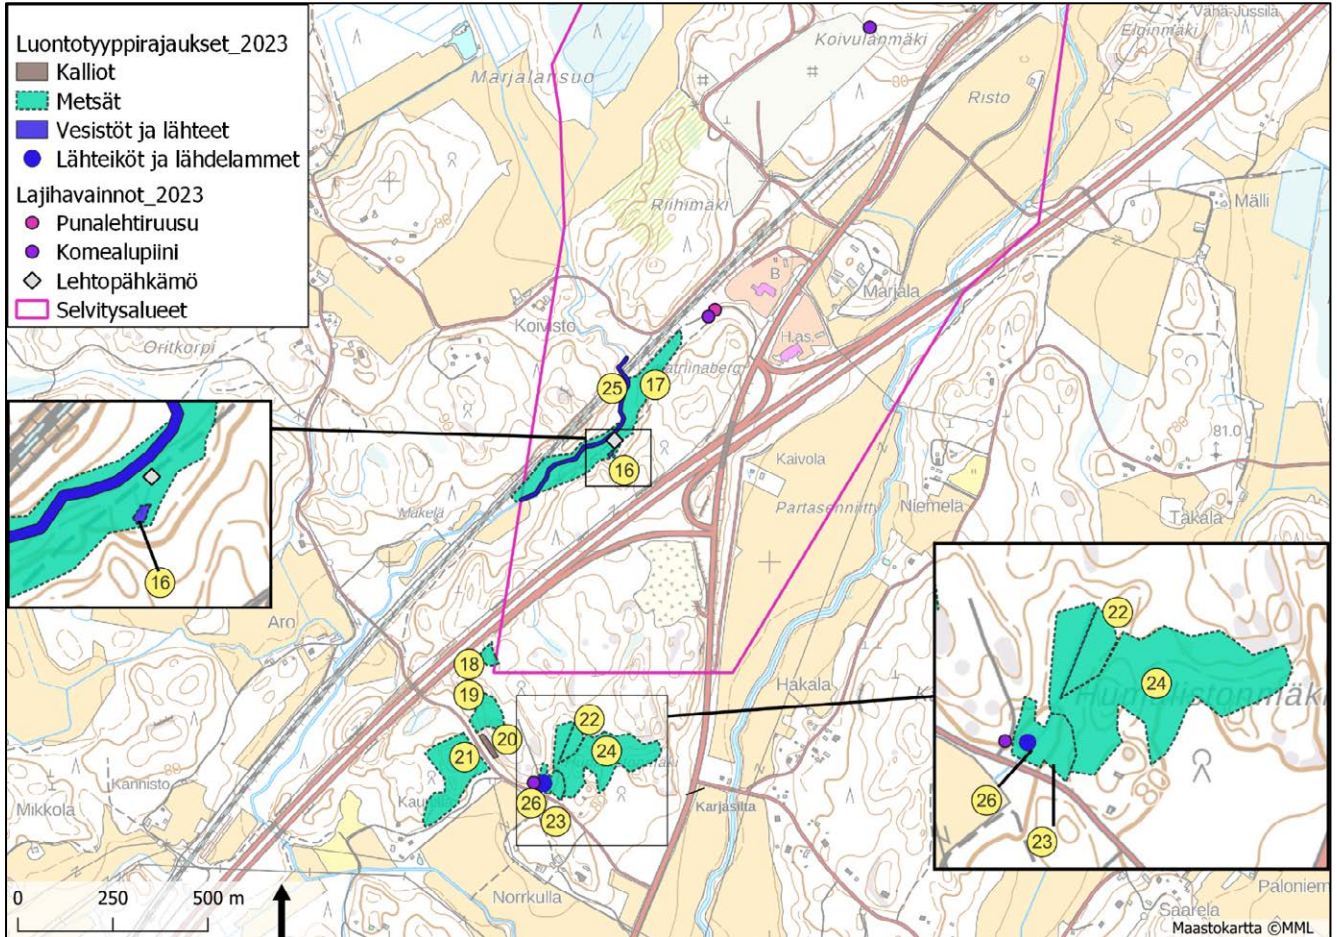 Luontotyyppirajaukset_2023
Kalliot
Metsät
Vesistöt ja lähteet
Lähteiköt ja lähdelammet
Lajihavainnot_2023
Punalehtiruusu
Komealupiini
Lehtopähkämö
Selvitysalueet
Vähä-Jussila
Elginmäki
Koivulanmäki
Marjalansuo
Risto
Riihimäki
Mälli
B
Marjala
Koivisto
H.as.
Oritkorpi
25
17
81.0
16
Kaivola
Partasenniitty
Niemelä
Takala
Mäkelä
16
Aro
18
Hakala
19
22
20
24
21
22
24
Kannisto
Mikkola
26
23
Karjasilta
26
23
80
Norrkulla
Paloniem
Saarela
0 250 500 m
Maastokartta ©MML